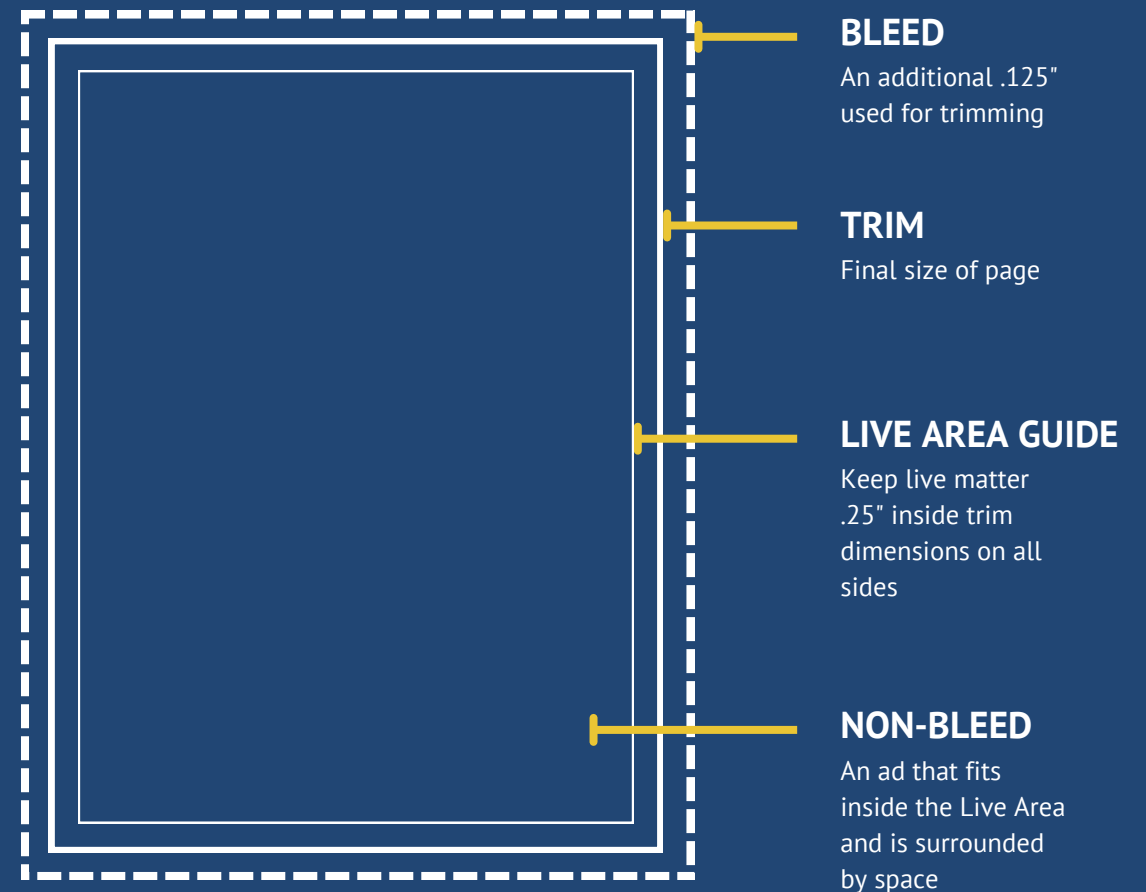 BLEED
An additional .125"
used for trimming
TRIM
Final size of page
LIVE AREA GUIDE
Keep live matter
.25" inside trim
dimensions on all
sides
NON-BLEED
An ad that fits
inside the Live Area
and is surrounded
by space